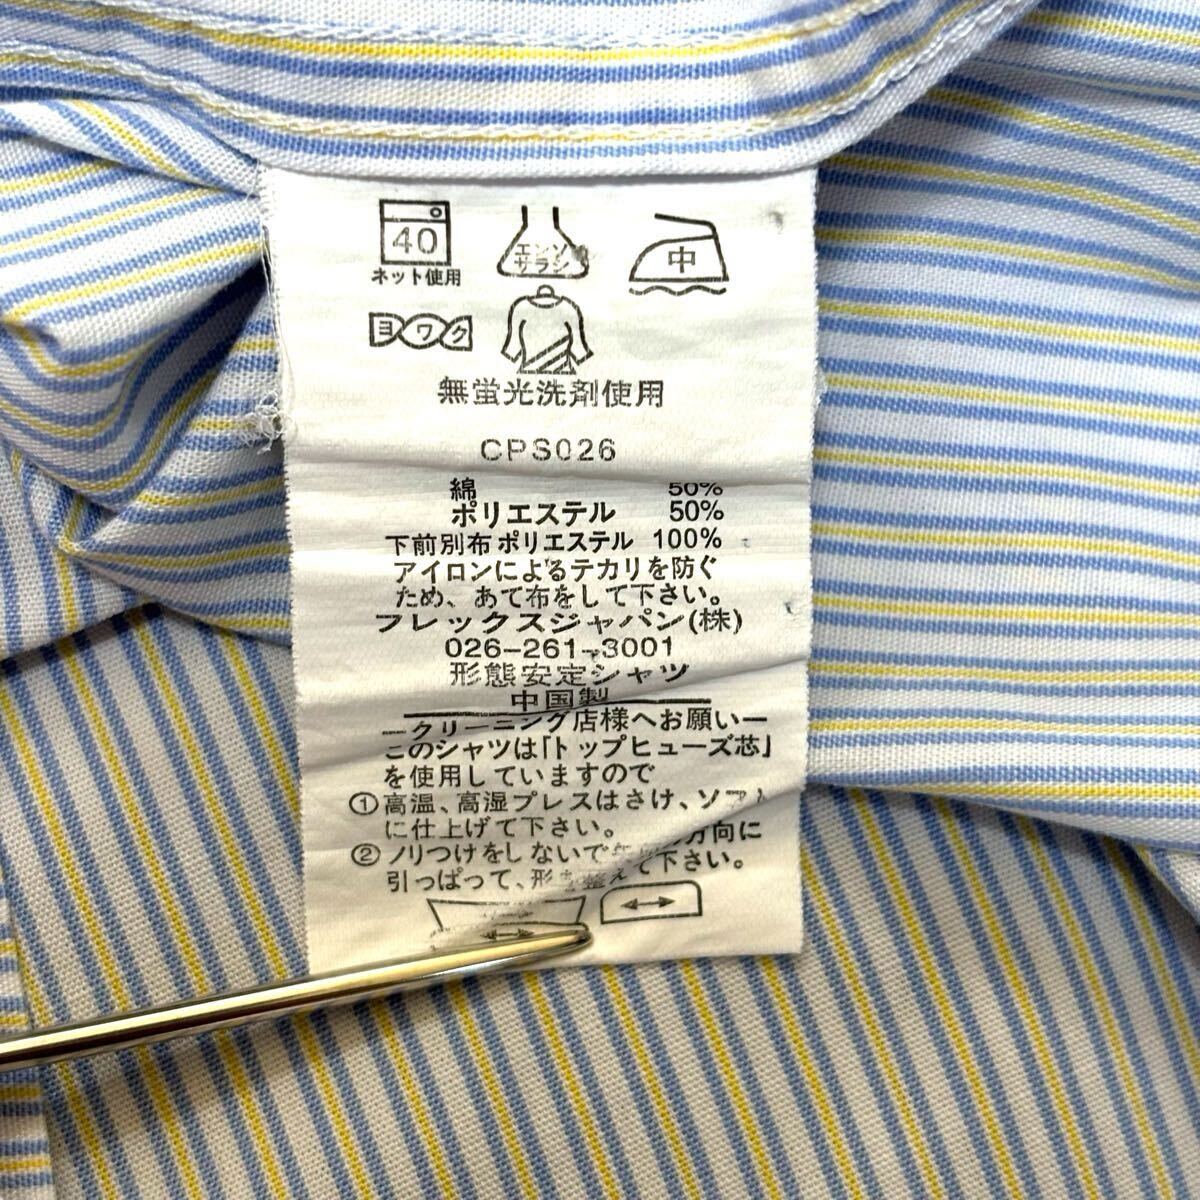 40
ネット使用
エンソ
サラシ
中
ヨワク
無蛍光洗剤使用
CPS026
綿 50%
ポリエステル 50%
下前別布ポリエステル 100%
アイロンによるテカリを防ぐ
ため、あて布をして下さい。
フレックスジャパン(株)
026-261-3001
形態安定シャツ
中国製
ークリーニング店様へお願いー
このシャツは「トップヒューズ芯」
を使用していますので
①高温、高湿プレスはさけ、ソフト
に仕上げて下さい。
②ノリつけをしないで 方向に
引っぱって、形を整えて下さい。